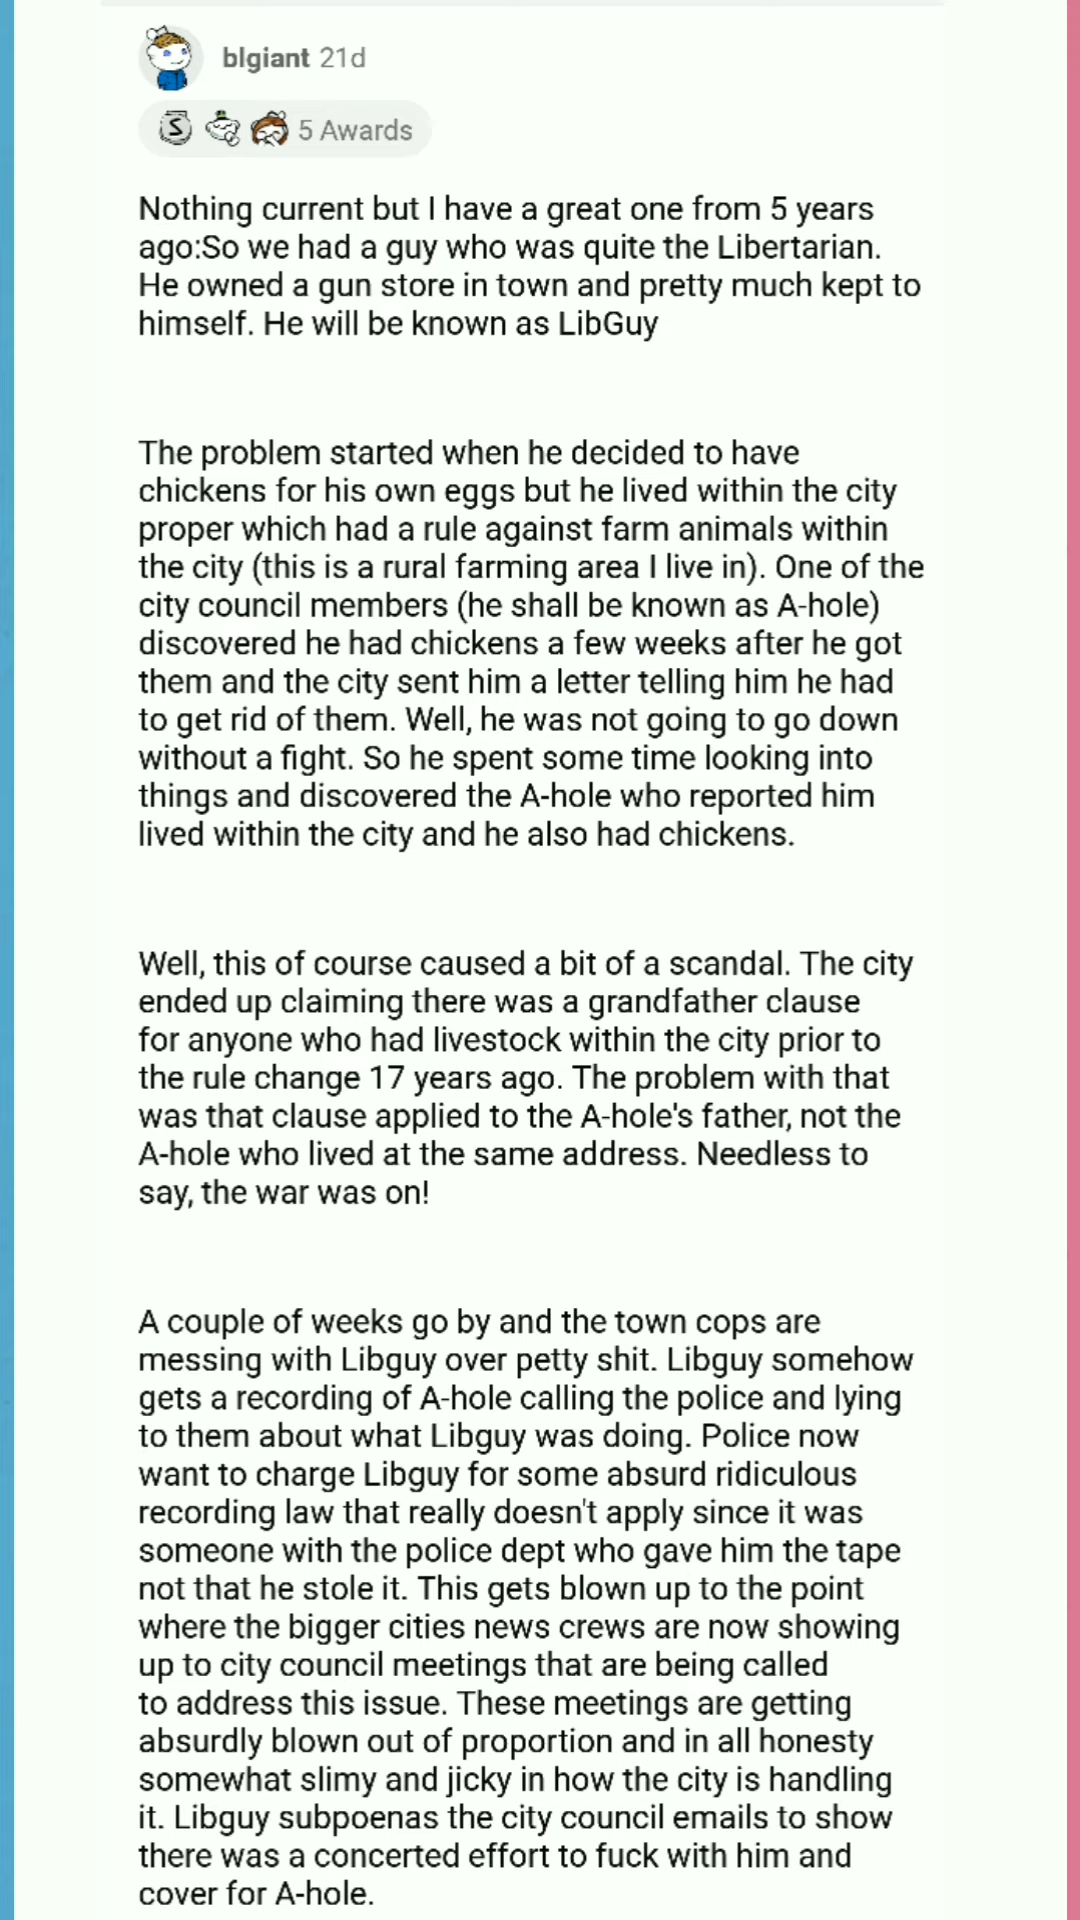 blgiant 21d
5 Awards
Nothing current but I have a great one from 5 years
ago:So we had a guy who was quite the Libertarian.
He owned a gun store in town and pretty much kept to
himself. He will be known as LibGuy
The problem started when he decided to have
chickens for his own eggs but he lived within the city
proper which had a rule against farm animals within
the city (this is a rural farming area I live in). One of the
city council members (he shall be known as A-hole)
discovered he had chickens a few weeks after he got
them and the city sent him a letter telling him he had
to get rid of them. Well, he was not going to go down
without a fight. So he spent some time looking into
things and discovered the A-hole who reported him
lived within the city and he also had chickens.
Well, this of course caused a bit of a scandal. The city
ended up claiming there was a grandfather clause
for anyone who had livestock within the city prior to
the rule change 17 years ago. The problem with that
was that clause applied to the A-hole's father, not the
A-hole who lived at the same address. Needless to
say, the war was on!
A couple of weeks go by and the town cops are
messing with Libguy over petty shit. Libguy somehow
gets a recording of A-hole calling the police and lying
to them about what Libguy was doing. Police now
want to charge Libguy for some absurd ridiculous
recording law that really doesn't apply since it was
someone with the police dept who gave him the tape
not that he stole it. This gets blown up to the point
where the bigger cities news crews are now showing
up to city council meetings that are being called
to address this issue. These meetings are getting
absurdly blown out of proportion and in all honesty
somewhat slimy and jicky in how the city is handling
it. Libguy subpoenas the city council emails to show
there was a concerted effort to fuck with him and
cover for A-hole.